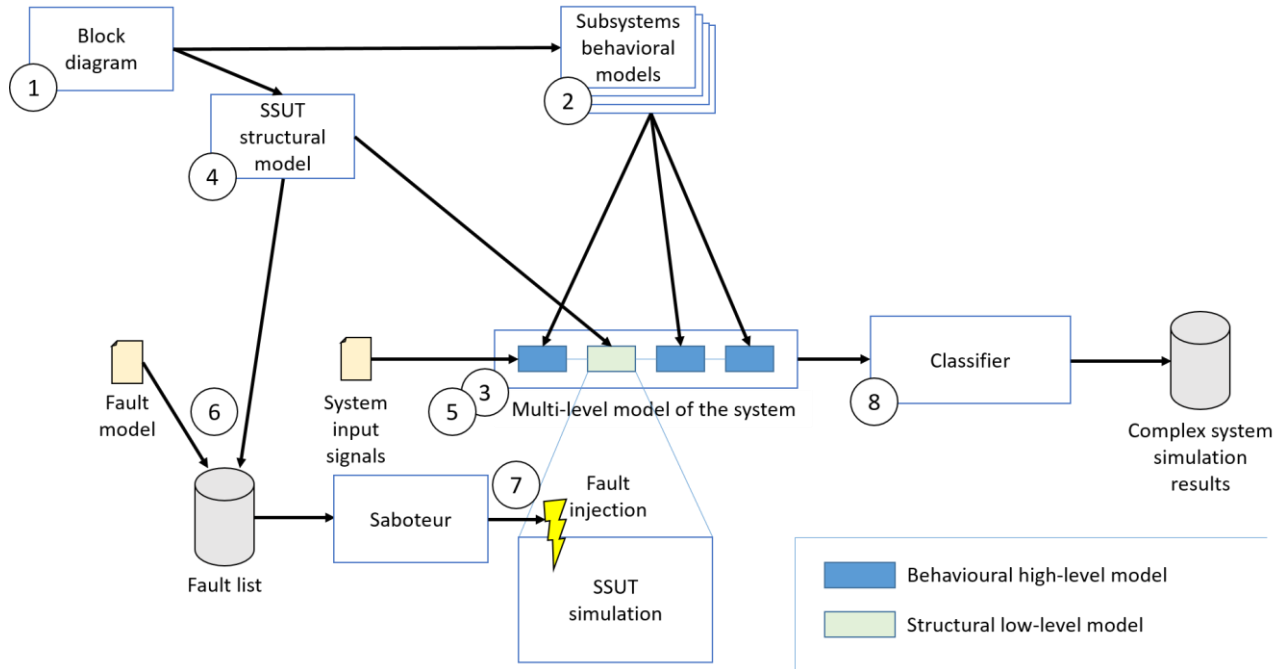 Block
diagram
1
Subsystems
behavioral
models
2
SSUT
structural
model
4
Fault
model
6
System
input
signals
5
3
Multi-level model of the system
Classifier
8
Complex system
simulation
results
Fault list
Saboteur
7
Fault
injection
SSUT
simulation
Behavioural high-level model
Structural low-level model